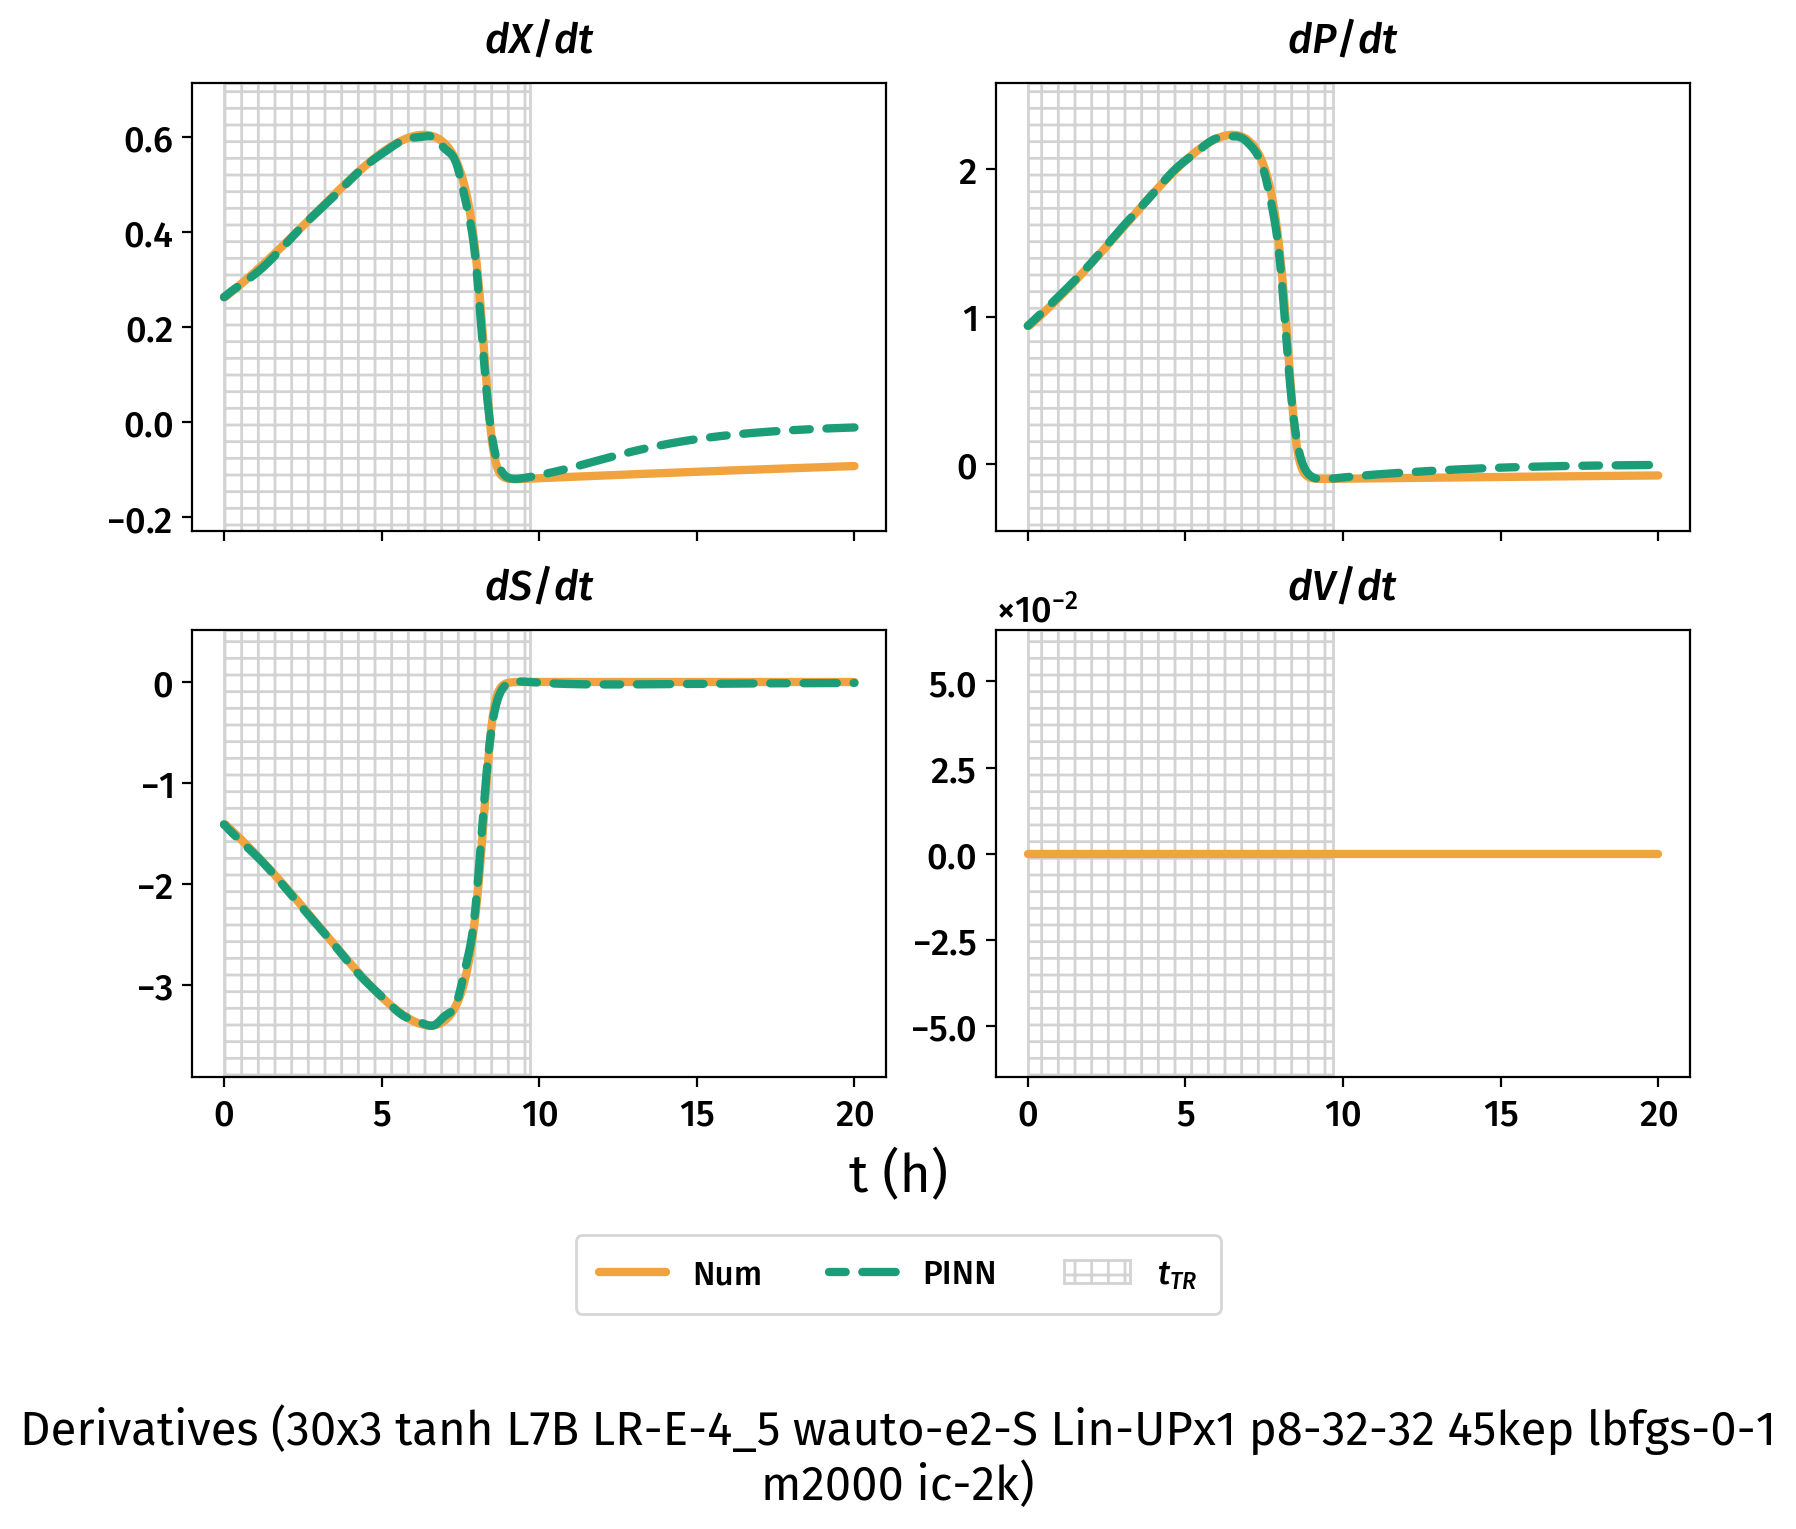 dX/dt
dP/dt
0.6
0.4
0.2
0.0
−0.2
2
1
0
dS/dt
dV/dt
×10⁻²
0
−1
−2
−3
5.0
2.5
0.0
−2.5
−5.0
0 5 10 15 20
0 5 10 15 20
t (h)
Num PINN t_TR
Derivatives (30x3 tanh L7B LR-E-4_5 wauto-e2-S Lin-UPx1 p8-32-32 45kep lbfgs-0-1
m2000 ic-2k)